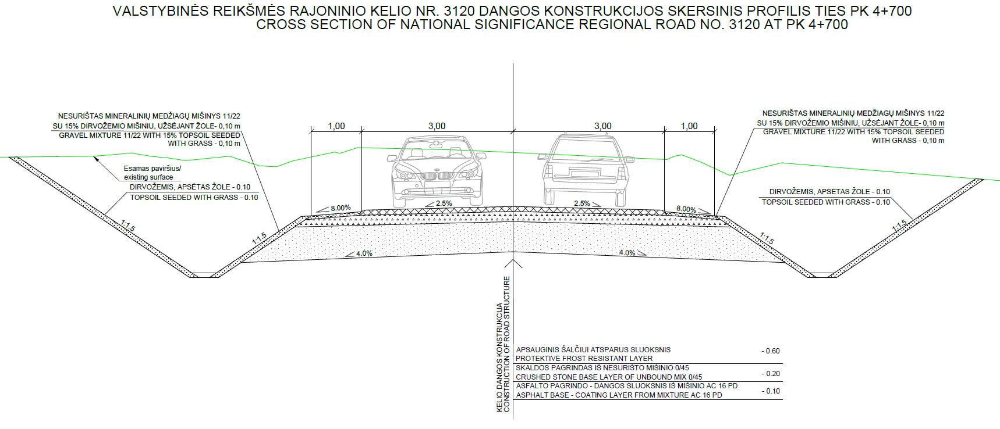 VALSTYBINĖS REIKŠMĖS RAJONINIO KELIO NR. 3120 DANGOS KONSTRUKCIJOS SKERSINIS PROFILIS TIES PK 4+700
CROSS SECTION OF NATIONAL SIGNIFICANCE REGIONAL ROAD NO. 3120 AT PK 4+700
NESURIŠTAS MINERALINIŲ MEDŽIAGŲ MIŠINYS 11/22
SU 15% DIRVOŽEMIO MIŠINIU, UŽSĖJANT ŽOLE- 0,10 m
GRAVEL MIXTURE 11/22 WITH 15% TOPSOIL SEEDED
WITH GRASS - 0,10 m
1,00
3,00
3,00
1,00
NESURIŠTAS MINERALINIŲ MEDŽIAGŲ MIŠINYS 11/22
SU 15% DIRVOŽEMIO MIŠINIU, UŽSĖJANT ŽOLE- 0,10 m
GRAVEL MIXTURE 11/22 WITH 15% TOPSOIL SEEDED
WITH GRASS - 0,10 m
Esamas paviršius/
existing surface
DIRVOŽEMIS, APSĖTAS ŽOLE - 0.10
TOPSOIL SEEDED WITH GRASS - 0.10
DIRVOŽEMIS, APSĖTAS ŽOLE - 0.10
TOPSOIL SEEDED WITH GRASS - 0.10
8.00%
2.5%
2.5%
8.00%
1:1.5
1:1.5
1:1.5
1:1.5
4.0%
4.0%
KELIO DANGOS KONSTRUKCIJA
CONSTRUCTION OF ROAD STRUCTURE
APSAUGINIS ŠALČIUI ATSPARUS SLUOKSNIS - 0.60
PROTEKTIVE FROST RESISTANT LAYER
SKALDOS PAGRINDAS IŠ NESURIŠTO MIŠINIO 0/45 - 0.20
CRUSHED STONE BASE LAYER OF UNBOUND MIX 0/45
ASFALTO PAGRINDO - DANGOS SLUOKSNIS IŠ MIŠINIO AC 16 PD - 0.10
ASPHALT BASE - COATING LAYER FROM MIXTURE AC 16 PD